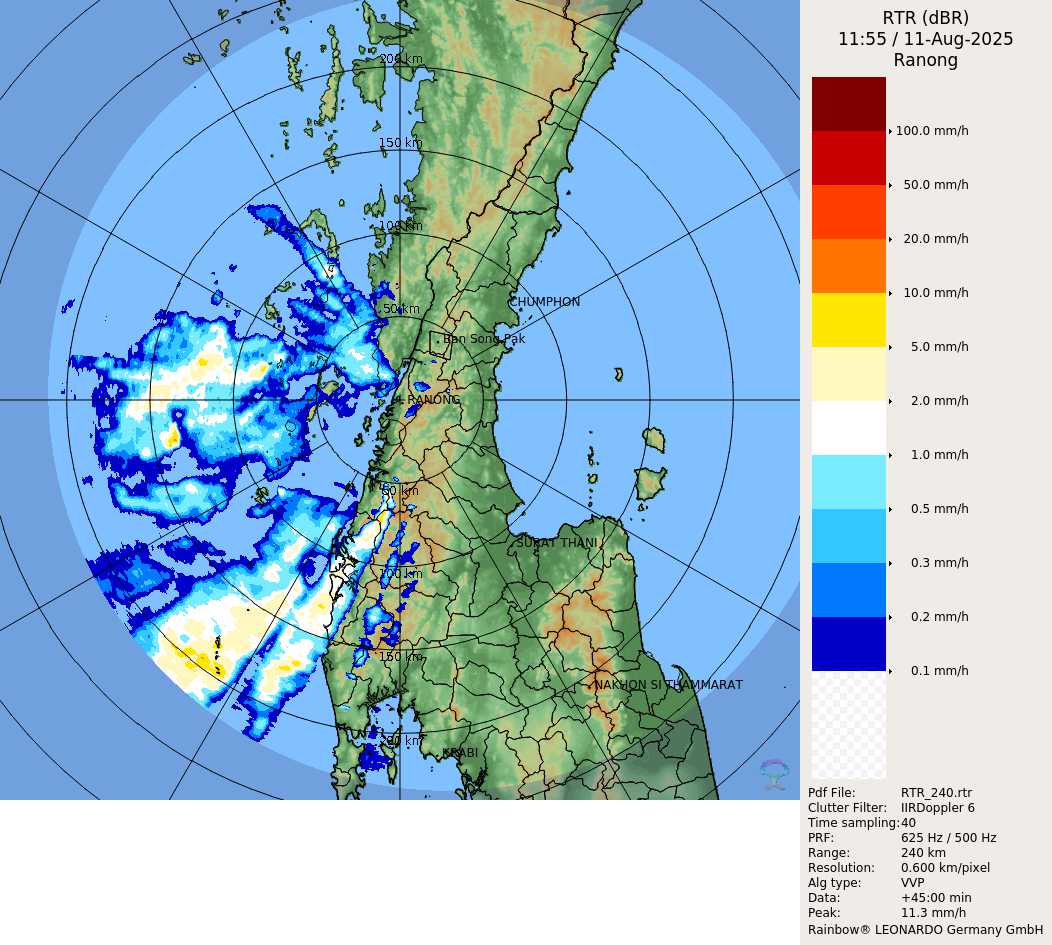 RTR (dBR)
11:55 / 11-Aug-2025
Ranong
200 km
150 km
100 km
50 km
CHUMPHON
Ban Song Pak
RANONG
50 km
SURAT THANI
100 km
150 km
NAKHON SI THAMMARAT
200 km
KRABI
100.0 mm/h
50.0 mm/h
20.0 mm/h
10.0 mm/h
5.0 mm/h
2.0 mm/h
1.0 mm/h
0.5 mm/h
0.3 mm/h
0.2 mm/h
0.1 mm/h
Pdf File: RTR_240.rtr
Clutter Filter: IIRDoppler 6
Time sampling: 40
PRF: 625 Hz / 500 Hz
Range: 240 km
Resolution: 0.600 km/pixel
Alg type: VVP
Data: +45:00 min
Peak: 11.3 mm/h
Rainbow® LEONARDO Germany GmbH